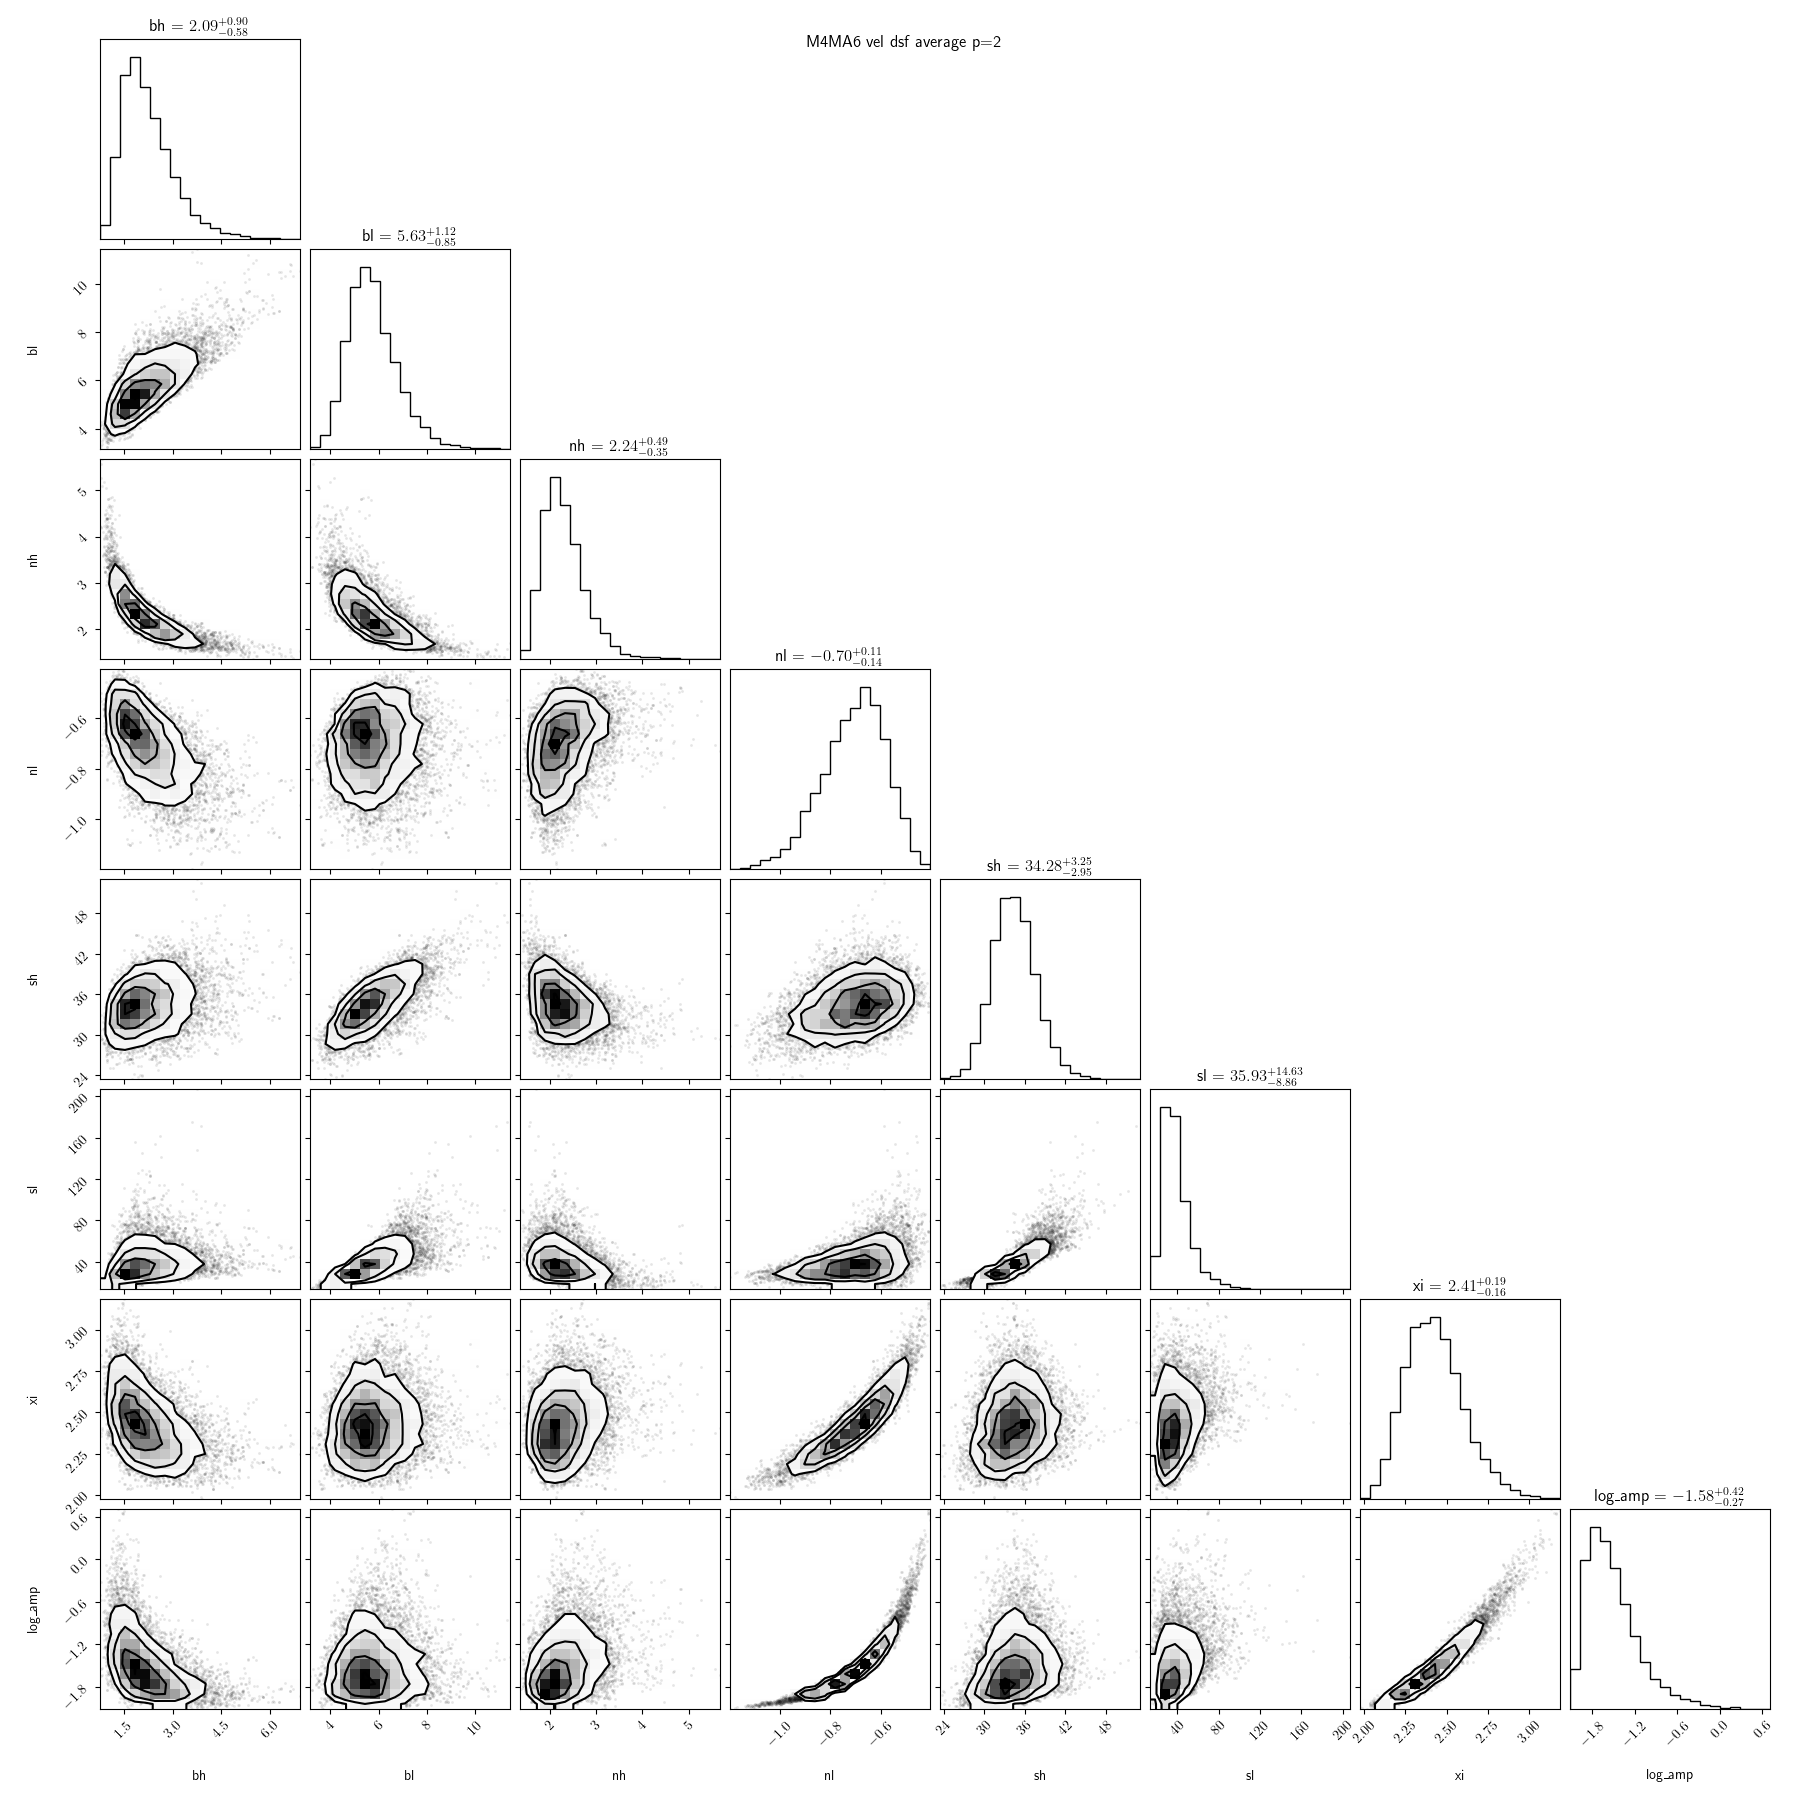 bh = 2.09^{+0.90}_{-0.58}
M4MA6 vel dsf average p=2
bl = 5.63^{+1.12}_{-0.85}
bl
10
8
6
4
nh = 2.24^{+0.49}_{-0.35}
nh
5
4
3
2
nl = −0.70^{+0.11}_{-0.14}
nl
−0.6
−0.8
−1.0
sh = 34.28^{+3.25}_{-2.95}
sh
48
42
36
30
24
sl = 35.93^{+14.63}_{-8.86}
sl
200
160
120
80
40
xi = 2.41^{+0.19}_{-0.16}
xi
3.00
2.75
2.50
2.25
2.00
log_amp = −1.58^{+0.42}_{-0.27}
log_amp
0.6
0.0
−0.6
−1.2
−1.8
1.5 3.0 4.5 6.0 4 6 8 10 2 3 4 5 −1.0 −0.8 −0.6 24 30 36 42 48 40 80 120 160 200 2.00 2.25 2.50 2.75 3.00 −1.8 −1.2 −0.6 0.0 0.6
bh bl nh nl sh sl xi log_amp